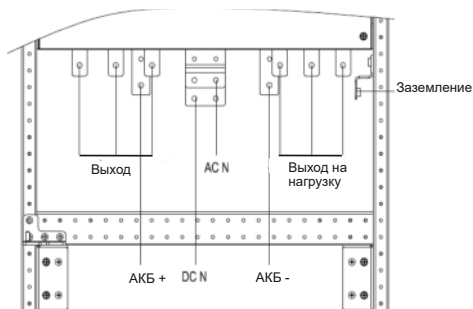 Заземление
Выход
AC N
Выход на
нагрузку
АКБ +
DC N
АКБ -